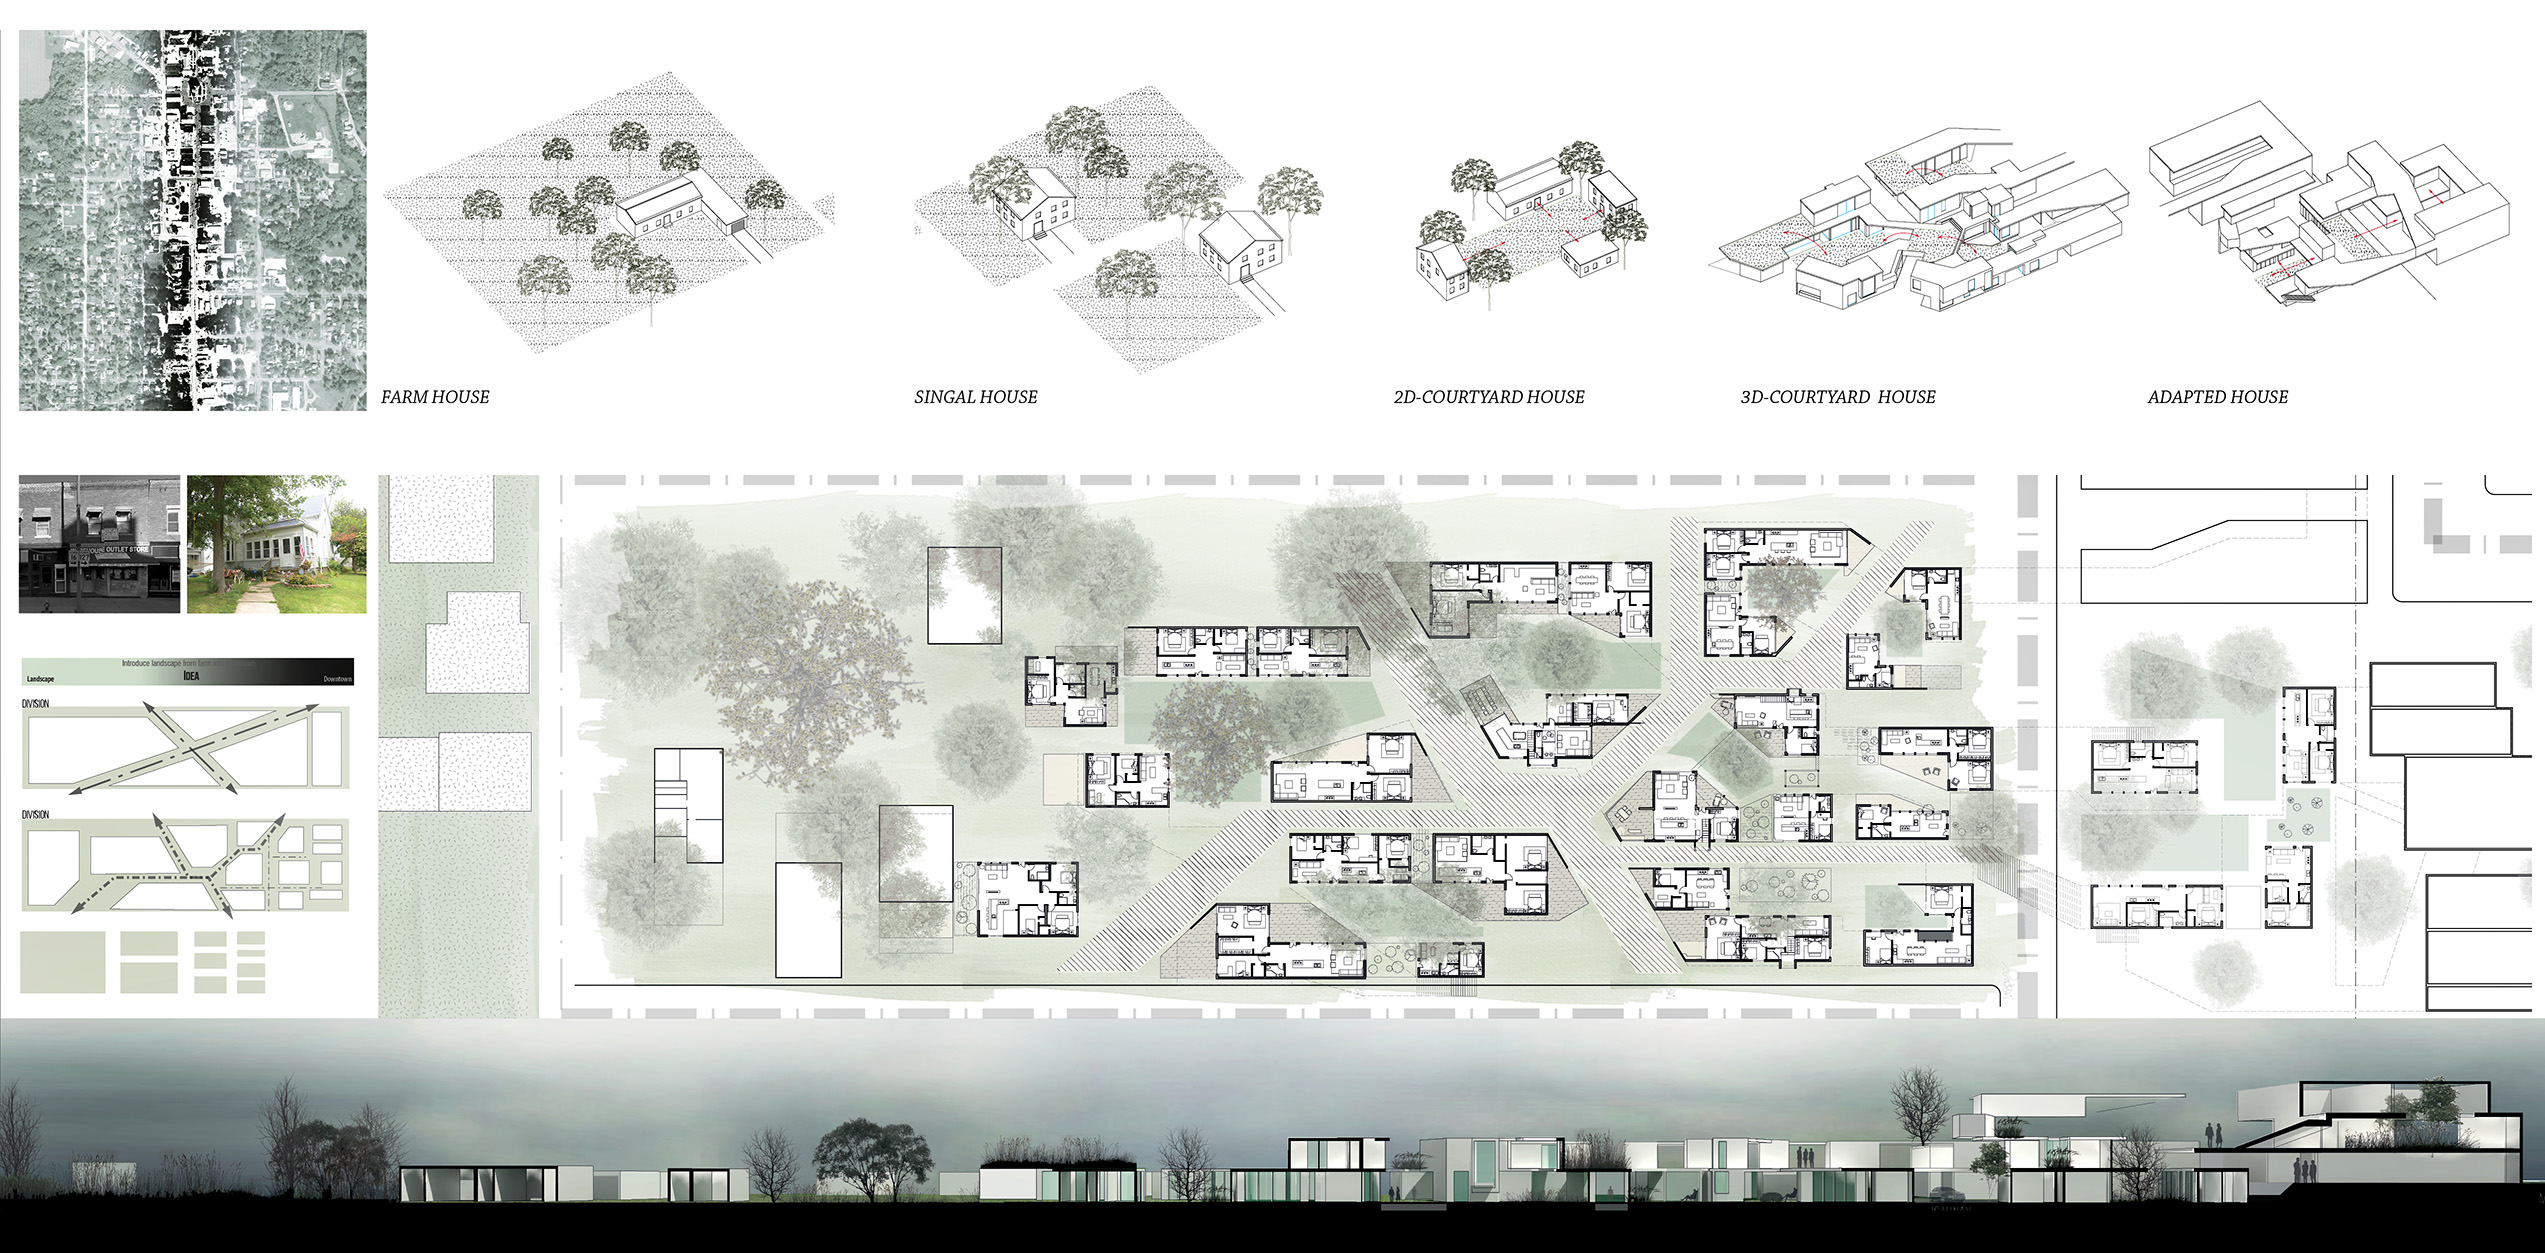 FARM HOUSE
SINGAL HOUSE
2D-COURTYARD HOUSE
3D-COURTYARD HOUSE
ADAPTED HOUSE
OUTLET STORE
Introduce landscape from farm
IDEA
Landscape
Downtown
DIVISION
DIVISION